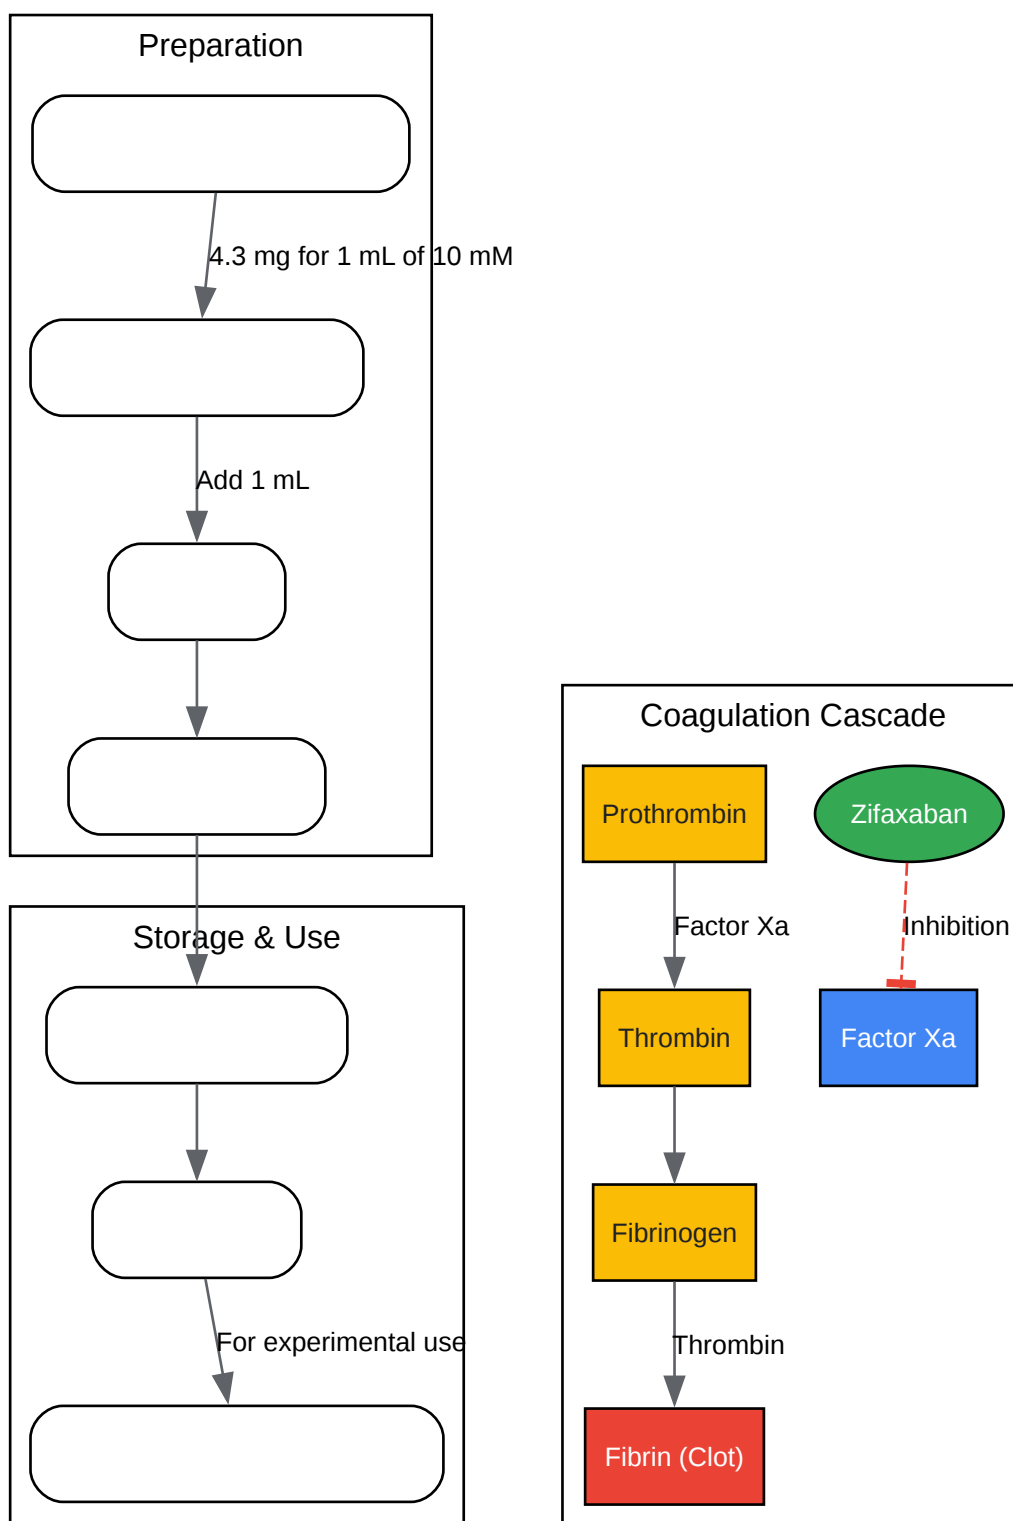 Preparation
4.3 mg for 1 mL of 10 mM
Add 1 mL
Storage & Use
For experimental use
Coagulation Cascade
Prothrombin
Zifaxaban
Factor Xa
Inhibition
Thrombin
Factor Xa
Fibrinogen
Thrombin
Fibrin (Clot)